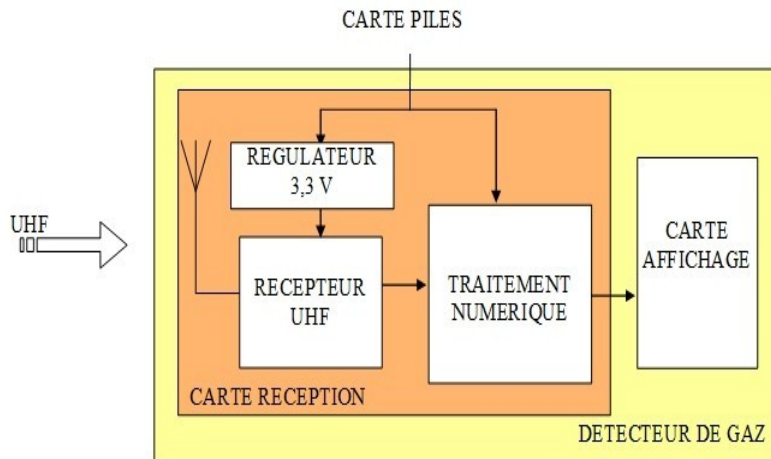 CARTE PILES
REGULATEUR
3,3 V
UHF
RECEPTEUR
UHF
TRAITEMENT
NUMERIQUE
CARTE
AFFICHAGE
CARTE RECEPTION
DETECTEUR DE GAZ